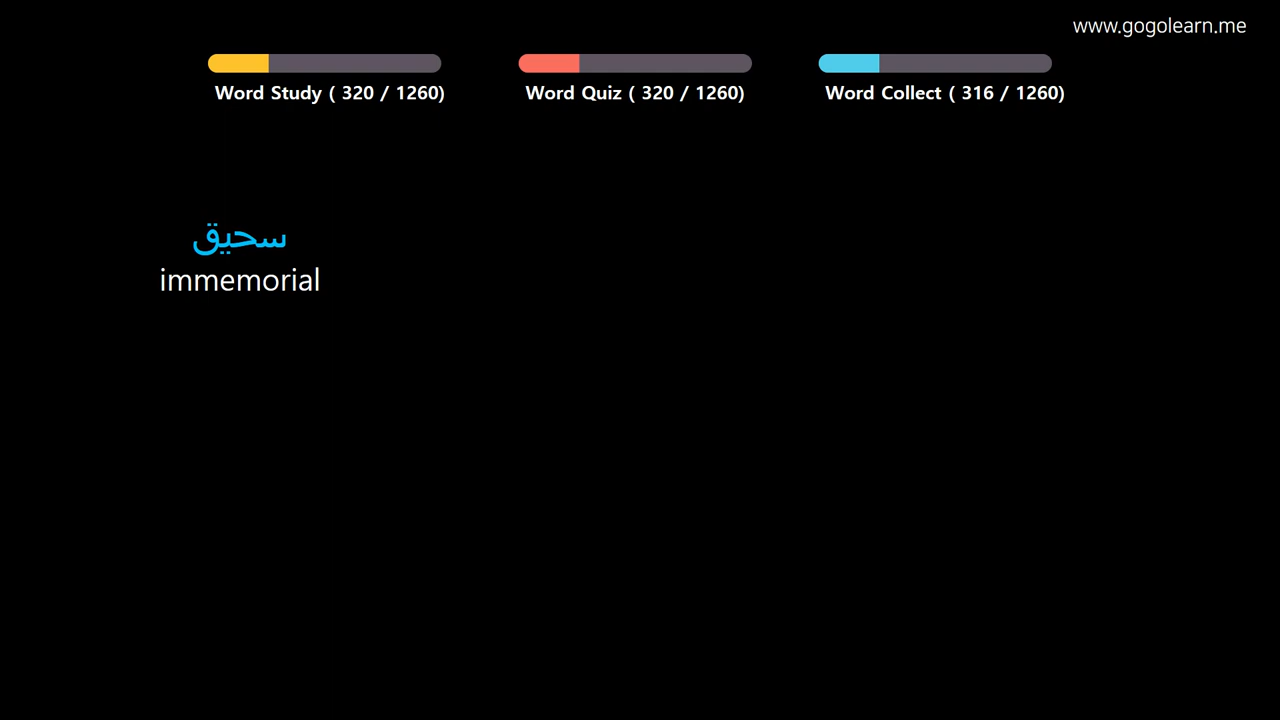 www.gogolearn.me
Word Study ( 320 / 1260)
Word Quiz ( 320 / 1260)
Word Collect ( 316 / 1260)
سحيق
immemorial